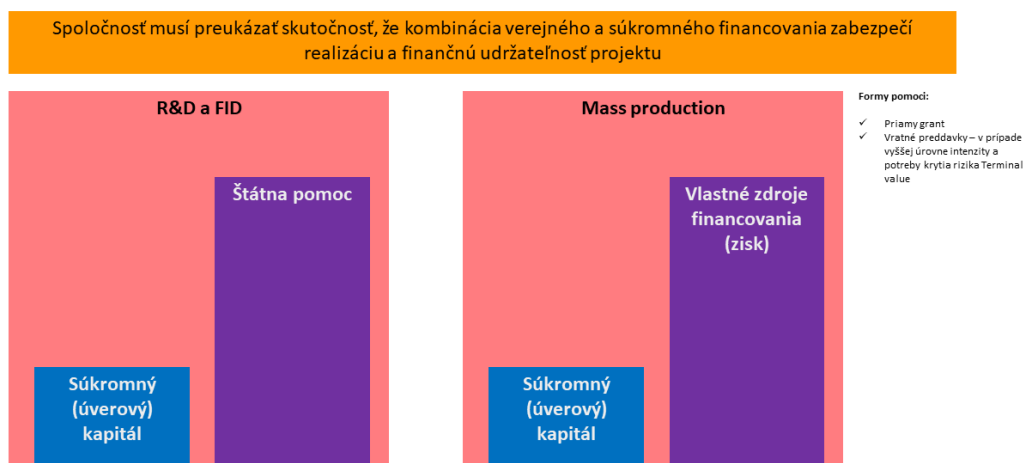 Spoločnosť musí preukázať skutočnosť, že kombinácia verejného a súkromného financovania zabezpečí
realizáciu a finančnú udržateľnosť projektu
R&D a FID
Štátna pomoc
Súkromný
(úverový)
kapitál
Mass production
Vlastné zdroje
financovania
(zisk)
Súkromný
(úverový)
kapitál
Formy pomoci:
✓ Priamy grant
✓ Vratné preddavky – v prípade
vyššej úrovne intenzity a
potreby krytia rizika Terminal
value